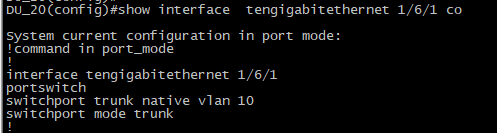 DU_20(config)#show interface  tengigabitethernet 1/6/1 co
System current configuration in port mode:
!command in port_mode
!
interface tengigabitethernet 1/6/1
portswitch
switchport trunk native vlan 10
switchport mode trunk
!